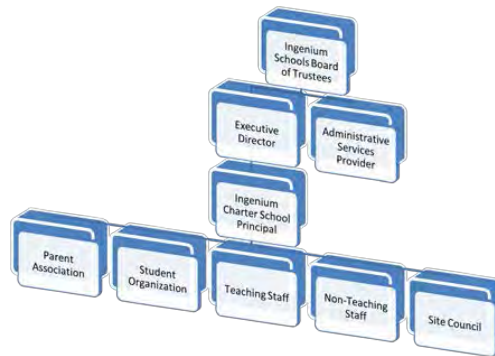 Ingenium
Schools Board
of Trustees
Executive
Director
Administrative
Services
Provider
Ingenium
Charter School
Principal
Parent
Association
Student
Organization
Teaching Staff
Non-Teaching
Staff
Site Council